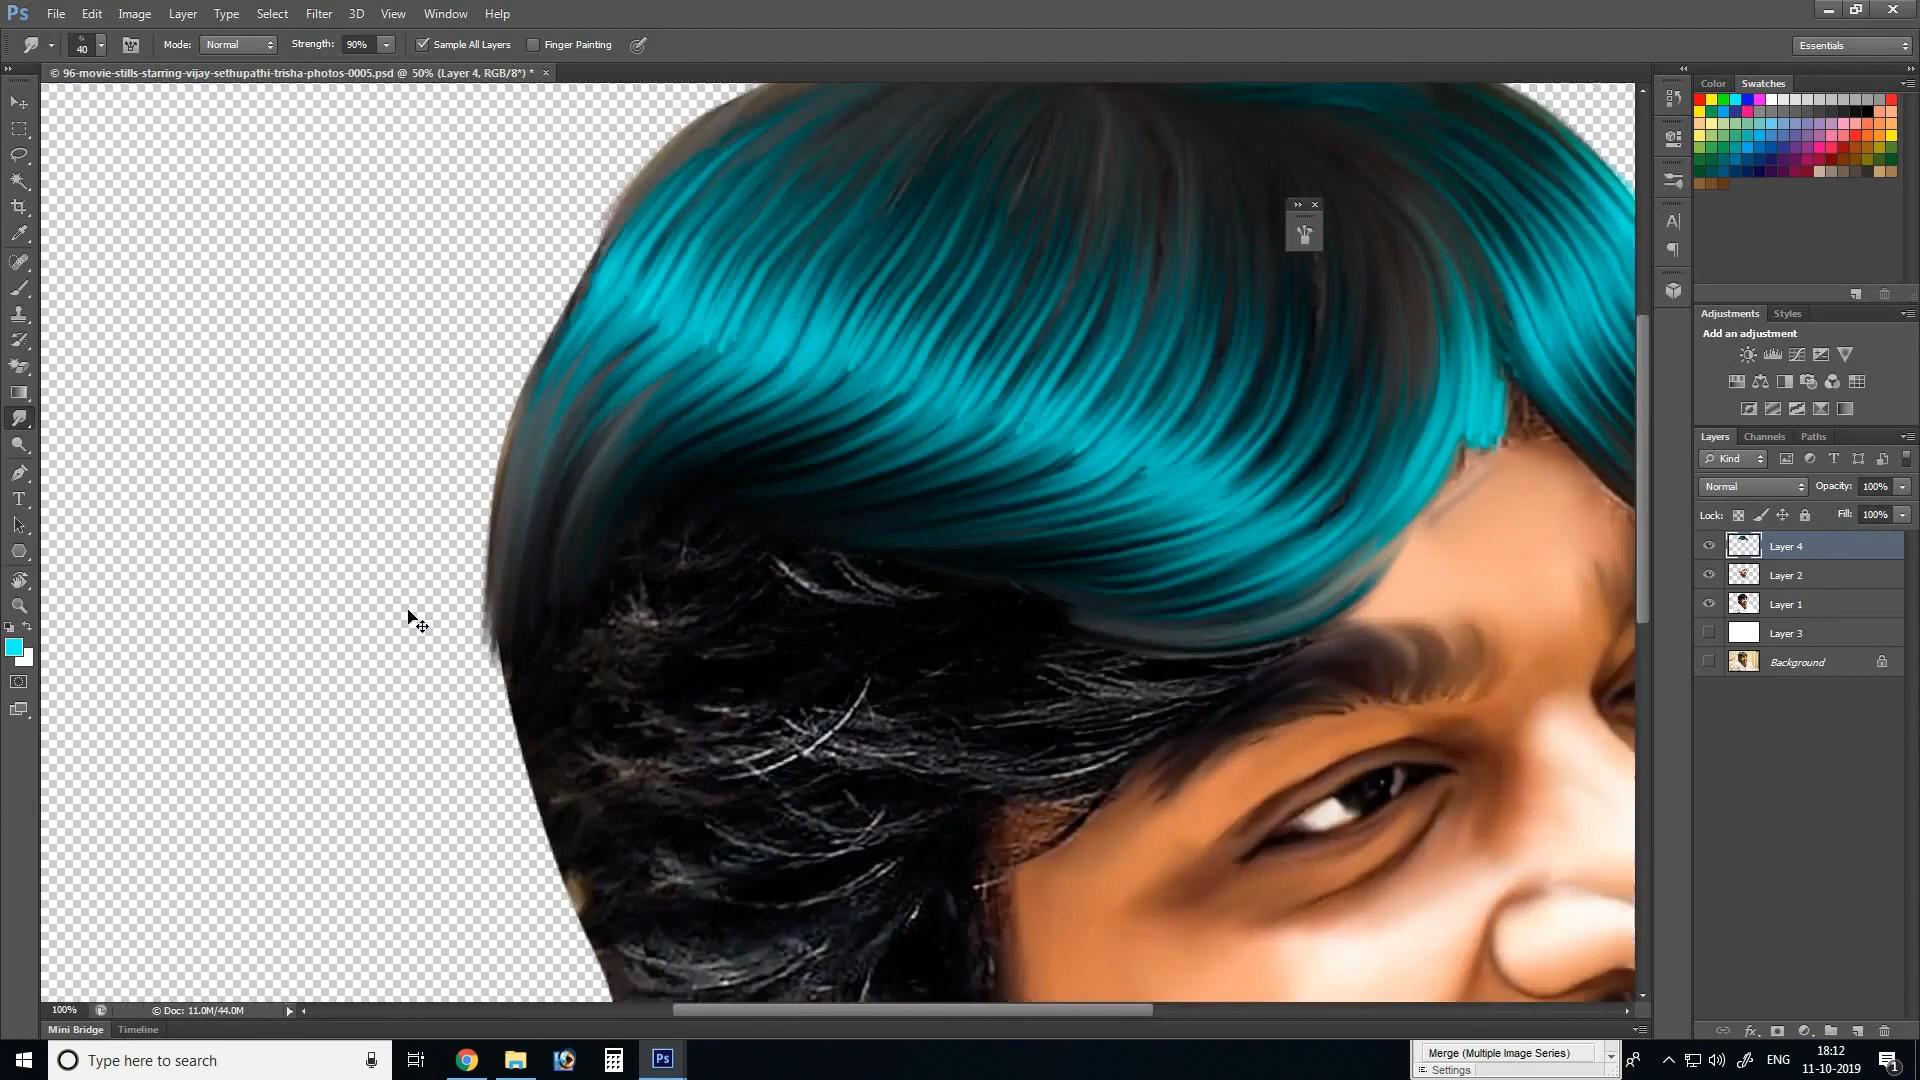 Ps File Edit Image Layer Type Select Filter 3D View Window Help
40 Mode: Normal Strength: 90% Sample All Layers Finger Painting Essentials
© 96-movie-stills-starring-vijay-sethupathi-trisha-photos-0005.psd @ 50% (Layer 4, RGB/8*) * ×
Color Swatches
Adjustments Styles
Add an adjustment
Layers Channels Paths
Kind
Normal Opacity: 100%
Lock: Fill: 100%
Layer 4
Layer 2
Layer 1
Layer 3
Background
100% © Doc: 11.0M/44.0M
Mini Bridge Timeline
Type here to search
Ps
Merge (Multiple Image Series)
Settings
ENG
18:12
11-10-2019
1